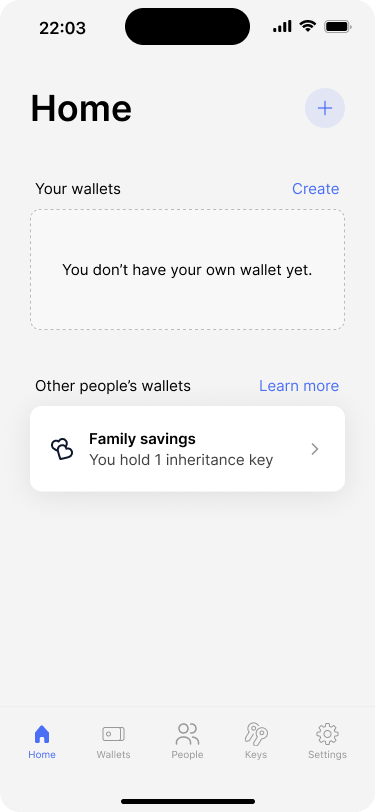 22:03
Home
Your wallets
Create
You don’t have your own wallet yet.
Other people’s wallets
Learn more
Family savings
You hold 1 inheritance key
Home
Wallets
People
Keys
Settings